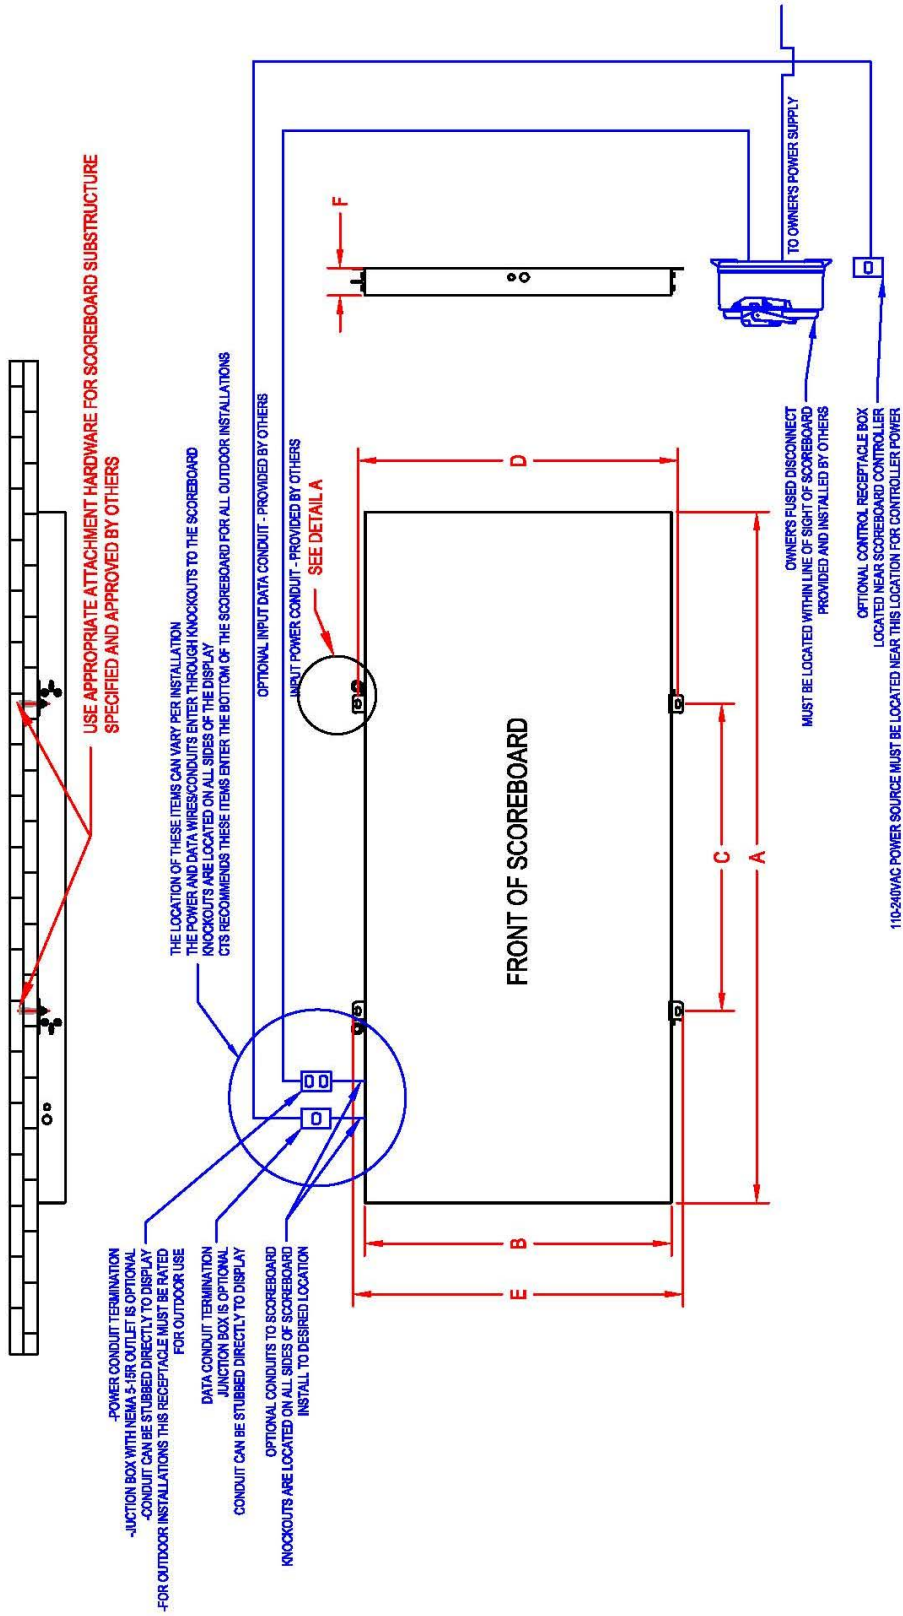 USE APPROPRIATE ATTACHMENT HARDWARE FOR SCOREBOARD SUBSTRUCTURE
SPECIFIED AND APPROVED BY OTHERS
THE LOCATION OF THESE ITEMS CAN VARY PER INSTALLATION
THE POWER AND DATA WIRES/CONDUITS ENTER THROUGH KNOCKOUTS TO THE SCOREBOARD
KNOCKOUTS ARE LOCATED ON ALL SIDES OF THE DISPLAY
CTS RECOMMENDS THESE ITEMS ENTER THE BOTTOM OF THE SCOREBOARD FOR ALL OUTDOOR INSTALLATIONS
-POWER CONDUIT TERMINATION
-JUCTION BOX WITH NEMA 5-15R OUTLET IS OPTIONAL
-CONDUIT CAN BE STUBBED DIRECTLY TO DISPLAY
-FOR OUTDOOR INSTALLATIONS THIS RECEPTACLE MUST BE RATED
FOR OUTDOOR USE
DATA CONDUIT TERMINATION
JUNCTION BOX IS OPTIONAL
CONDUIT CAN BE STUBBED DIRECTLY TO DISPLAY
OPTIONAL CONDUITS TO SCOREBOARD
KNOCKOUTS ARE LOCATED ON ALL SIDES OF SCOREBOARD
INSTALL TO DESIRED LOCATION
OPTIONAL INPUT DATA CONDUIT - PROVIDED BY OTHERS
INPUT POWER CONDUIT - PROVIDED BY OTHERS
SEE DETAIL A
F
E
B
FRONT OF SCOREBOARD
D
C
A
TO OWNER'S POWER SUPPLY
OWNER'S FUSED DISCONNECT
MUST BE LOCATED WITHIN LINE OF SIGHT OF SCOREBOARD
PROVIDED AND INSTALLED BY OTHERS
OPTIONAL CONTROL RECEPTACLE BOX
LOCATED NEAR SCOREBOARD CONTROLLER
110-240VAC POWER SOURCE MUST BE LOCATED NEAR THIS LOCATION FOR CONTROLLER POWER